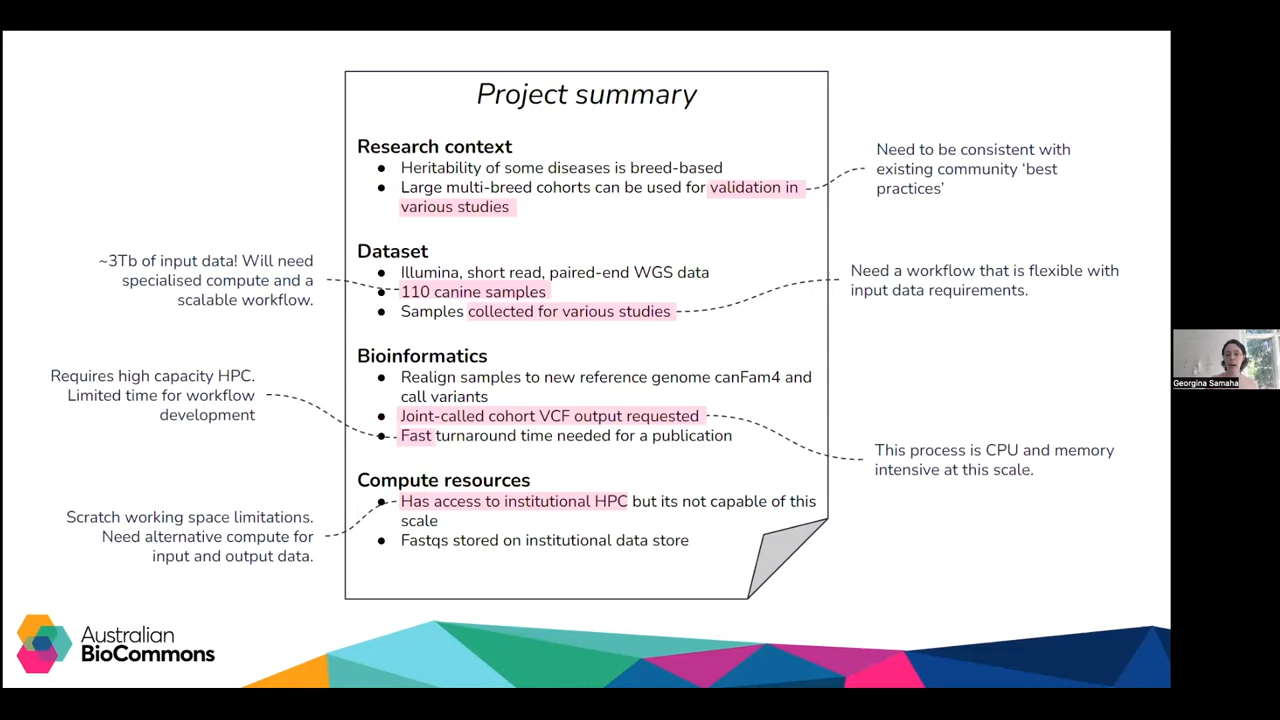 Project summary
Research context
● Heritability of some diseases is breed-based
● Large multi-breed cohorts can be used for validation in
various studies
Dataset
● Illumina, short read, paired-end WGS data
● 110 canine samples
● Samples collected for various studies
Bioinformatics
● Realign samples to new reference genome canFam4 and
call variants
● Joint-called cohort VCF output requested
● Fast turnaround time needed for a publication
Compute resources
● Has access to institutional HPC but its not capable of this
scale
● Fastqs stored on institutional data store
~3Tb of input data! Will need
specialised compute and a
scalable workflow.
Requires high capacity HPC.
Limited time for workflow
development
Scratch working space limitations.
Need alternative compute for
input and output data.
Need to be consistent with
existing community ‘best
practices’
Need a workflow that is flexible with
input data requirements.
This process is CPU and memory
intensive at this scale.
Georgina Samaha
Australian
BioCommons